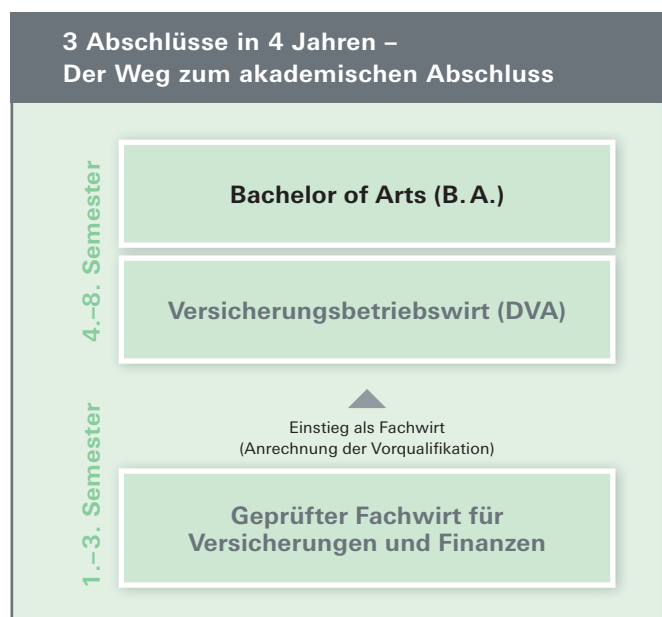 3 Abschlüsse in 4 Jahren –
Der Weg zum akademischen Abschluss
4.–8. Semester
Bachelor of Arts (B. A.)
Versicherungsbetriebswirt (DVA)
1.–3. Semester
Einstieg als Fachwirt
(Anrechnung der Vorqualifikation)
Geprüfter Fachwirt für
Versicherungen und Finanzen